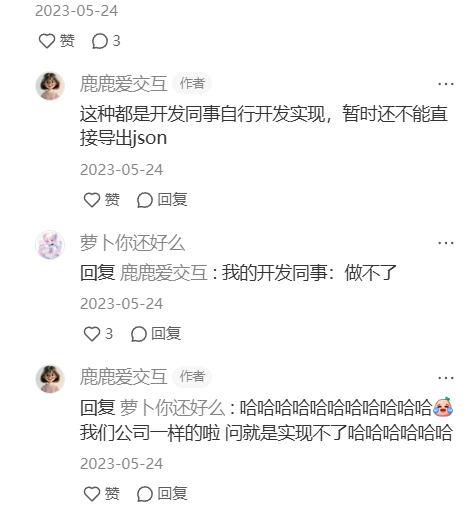 2023-05-24
赞 3
鹿鹿爱交互 作者
这种都是开发同事自行开发实现，暂时还不能直
接导出json
2023-05-24
赞 回复
萝卜你还好么
回复 鹿鹿爱交互 : 我的开发同事：做不了
2023-05-24
3 回复
鹿鹿爱交互 作者
回复 萝卜你还好么 : 哈哈哈哈哈哈哈哈哈哈哈
我们公司一样的啦 问就是实现不了哈哈哈哈哈哈
2023-05-24
赞 回复